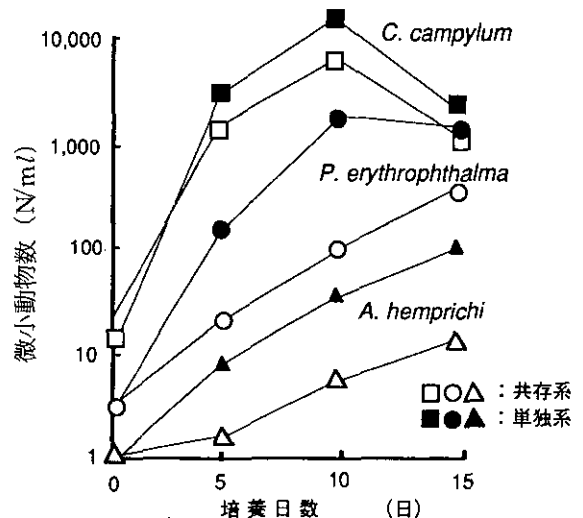 微小動物数 (N/ml)
10,000
1,000
100
10
1
C. campylum
P. erythrophthalma
A. hemprichi
□○△ : 共存系
■●▲ : 単独系
0 5 10 15
培養日数 (日)